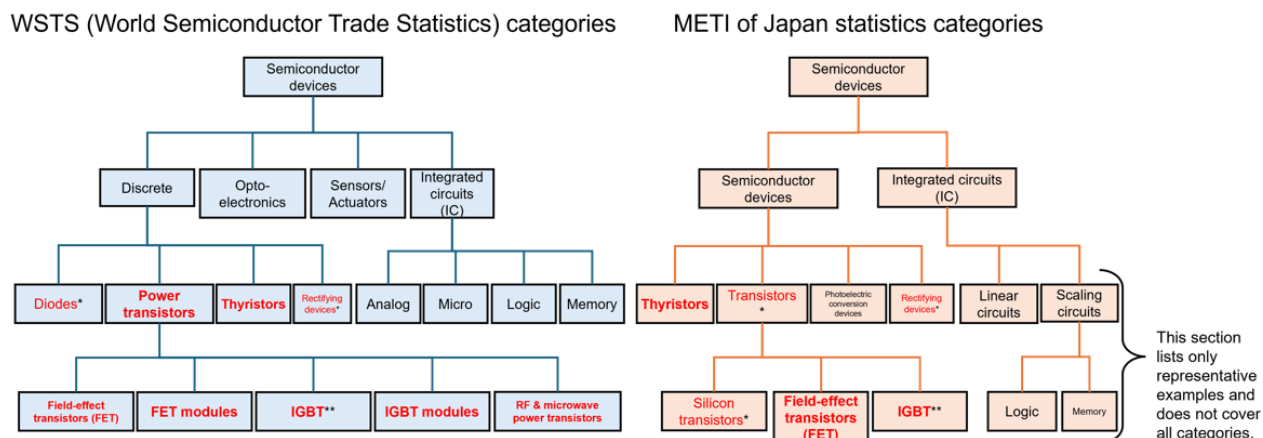 WSTS (World Semiconductor Trade Statistics) categories
METI of Japan statistics categories
Semiconductor
devices
Discrete
Opto-
electronics
Sensors/
Actuators
Integrated
circuits
(IC)
Diodes*
Power
transistors
Thyristors
Rectifying
devices*
Analog
Micro
Logic
Memory
Field-effect
transistors (FET)
FET modules
IGBT**
IGBT modules
RF & microwave
power transistors
Semiconductor
devices
Semiconductor
devices
Integrated circuits
(IC)
Thyristors
Transistors
*
Photoelectric
conversion
devices
Rectifying
devices*
Linear
circuits
Scaling
circuits
Silicon
transistors*
Field-effect
transistors
(FET)
IGBT**
Logic
Memory
This section
lists only
representative
examples and
does not cover
all categories.